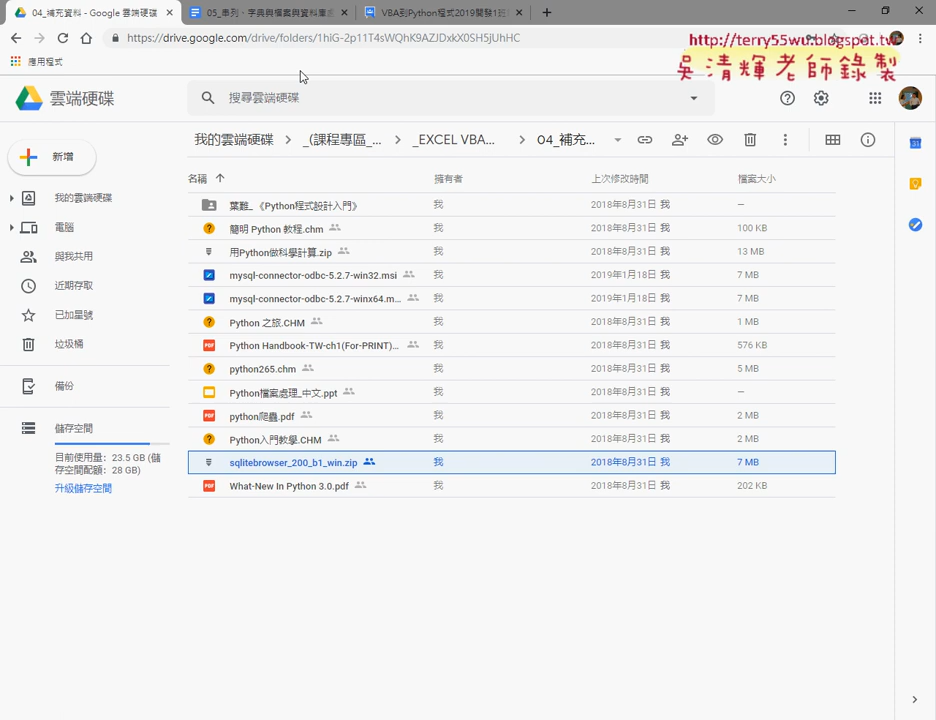 04_補充資料 - Google 雲端硬碟
05_串列、字典與檔案與資料庫處
VBA到Python程式2019開發1班
https://drive.google.com/drive/folders/1hiG-2p11T4sWQhK9AZJDxkX0SH5jUhHC
http://terry55wu.blogspot.tw
吳清輝老師錄製
應用程式
雲端硬碟
搜尋雲端硬碟
新增
我的雲端硬碟
電腦
與我共用
近期存取
已加星號
垃圾桶
備份
儲存空間
目前使用量：23.5 GB (儲
存空間配額：28 GB)
升級儲存空間
我的雲端硬碟 > _(課程專區_... > _EXCEL VBA... > 04_補充...
名稱 擁有者 上次修改時間 檔案大小
葉難_《Python程式設計入門》 我 2018年8月31日 我 –
簡明 Python 教程.chm 我 2018年8月31日 我 100 KB
用Python做科學計算.zip 我 2018年8月31日 我 13 MB
mysql-connector-odbc-5.2.7-win32.msi 我 2019年1月18日 我 7 MB
mysql-connector-odbc-5.2.7-winx64.m... 我 2019年1月18日 我 7 MB
Python 之旅.CHM 我 2018年8月31日 我 1 MB
Python Handbook-TW-ch1(For-PRINT)... 我 2018年8月31日 我 576 KB
python265.chm 我 2018年8月31日 我 5 MB
Python檔案處理_中文.ppt 我 2018年8月31日 我 –
python爬蟲.pdf 我 2018年8月31日 我 2 MB
Python入門教學.CHM 我 2018年8月31日 我 2 MB
sqlitebrowser_200_b1_win.zip 我 2018年8月31日 我 7 MB
What-New In Python 3.0.pdf 我 2018年8月31日 我 202 KB